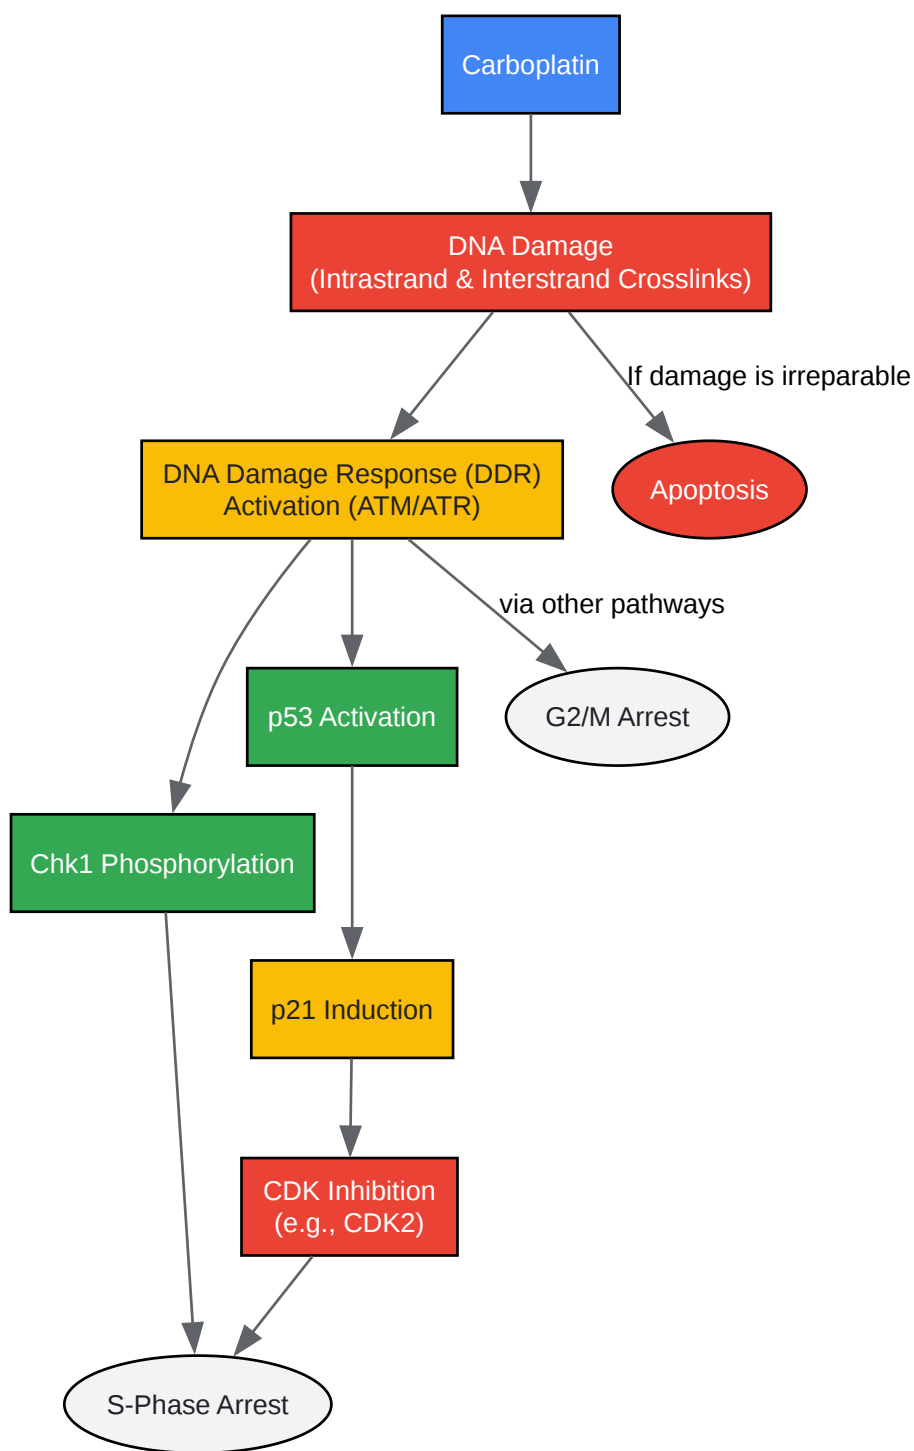 Carboplatin
DNA Damage
(Intrastrand & Interstrand Crosslinks)
If damage is irreparable
DNA Damage Response (DDR)
Activation (ATM/ATR)
Apoptosis
via other pathways
p53 Activation
G2/M Arrest
Chk1 Phosphorylation
p21 Induction
CDK Inhibition
(e.g., CDK2)
S-Phase Arrest